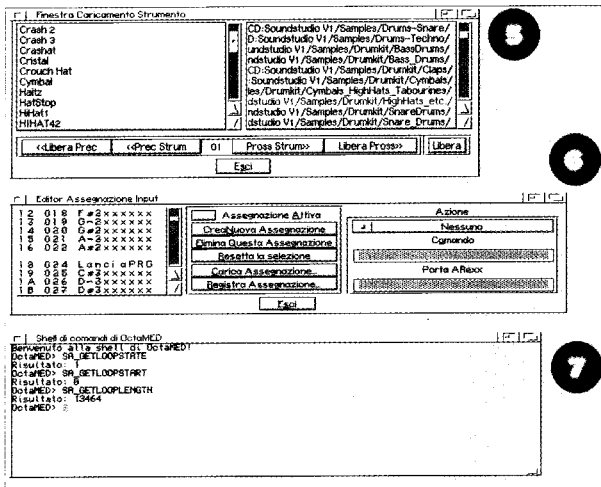 Finestra Caricamento Strumento
Crash 2
Crash 3
Crashat
Cristal
Crouch Hat
Cymbal
Haitz
HatStop
HiHat1
HIHAT42
CD:Soundstudio V1/Samples/Drums-Snare/
D:Soundstudio V1/Samples/Drums-Techno/
undstudio V1/Samples/Drumkit/BassDrums/
ndstudio V1/Samples/Drumkit/Bass_Drums/
CD:Soundstudio V1/Samples/Drumkit/Claps/
:Soundstudio V1/Samples/Drumkit/Cymbals/
les/Drumkit/Cymbals_HighHats_Tabourines/
dstudio V1/Samples/Drumkit/HighHats_etc./
ndstudio V1/Samples/Drumkit/SnareDrums/
dstudio V1/Samples/Drumkit/Snare_Drums/
<<Libera Prec <<Prec Strum 01 Pross Strum>> Libera Pross>> Libera
Esci
5
6
Editor Assegnazione Input
12 018 F#2xxxxxx
13 019 G-2xxxxxx
14 020 G#2xxxxxx
15 021 A-2xxxxxx
16 022 A#2xxxxxx
18 024 LanciaPRG
19 025 C#3xxxxxx
1A 026 D-3xxxxxx
1B 027 D#3xxxxxx
Assegnazione Attiva
CreaNuova Assegnazione
Elimina Questa Assegnazione
Resetta la selezione
Carica Assegnazione...
Registra Assegnazione...
Azione
Nessuno
Comando
Porta ARexx
Esci
7
Shell di comandi di OctaMED
Benvenuto alla shell di OctaMED!
OctaMED> SA_GETLOOPSTATE
Risultato: 1
OctaMED> SA_GETLOOPSTART
Risultato: 8
OctaMED> SA_GETLOOPLENGTH
Risultato: 13464
OctaMED>